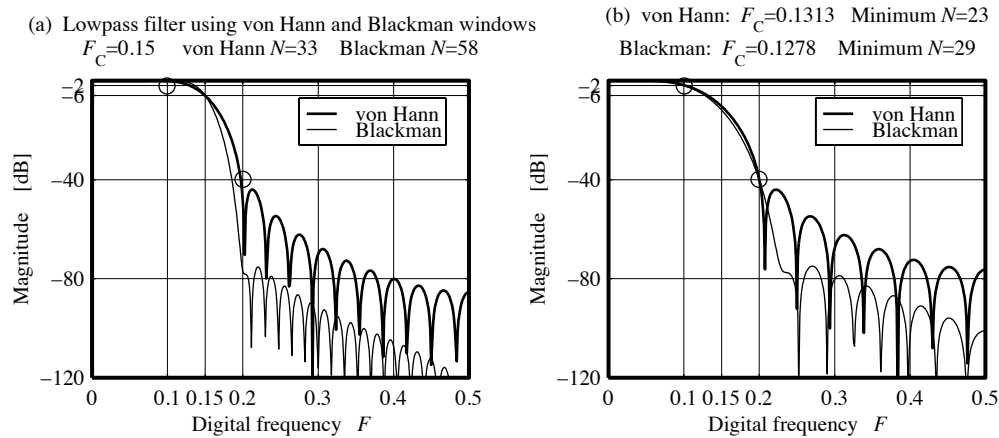 (a) Lowpass filter using von Hann and Blackman windows
F_C=0.15 von Hann N=33 Blackman N=58
−2
−6
−40
−80
−120
Magnitude [dB]
von Hann
Blackman
0 0.1 0.15 0.2 0.3 0.4 0.5
Digital frequency F
(b) von Hann: F_C=0.1313 Minimum N=23
Blackman: F_C=0.1278 Minimum N=29
−2
−6
−40
−80
−120
Magnitude [dB]
von Hann
Blackman
0 0.1 0.15 0.2 0.3 0.4 0.5
Digital frequency F